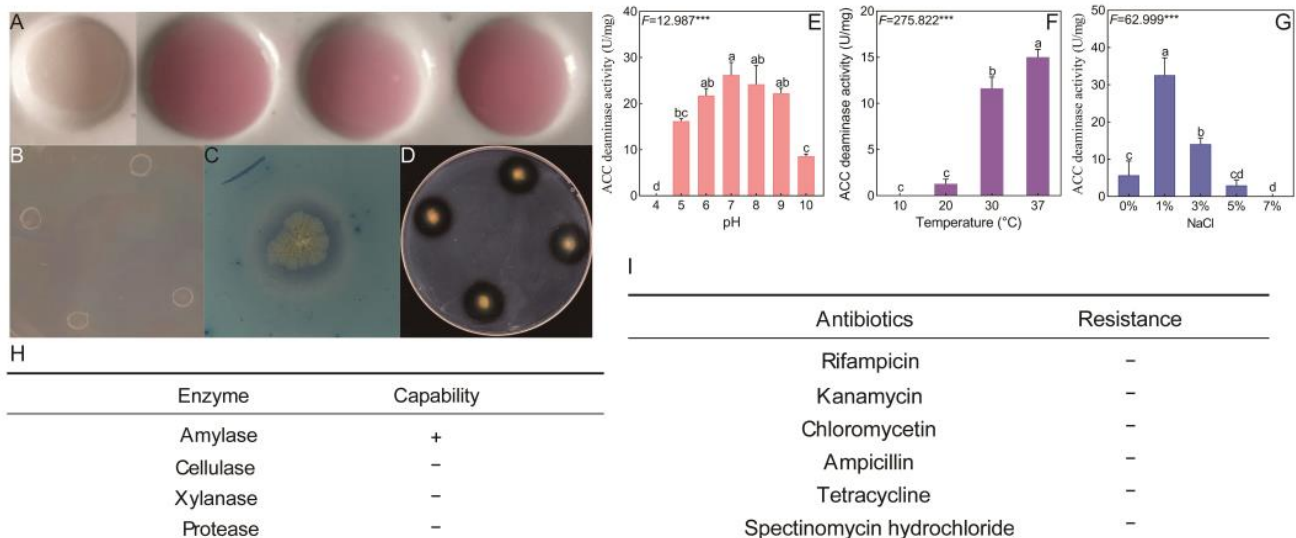 A
B
C
D
E
F=12.987***
ACC deaminase activity (U/mg)
40
30
20
10
0
d
bc
ab
a
ab
ab
c
4 5 6 7 8 9 10
pH
F
F=275.822***
ACC deaminase activity (U/mg)
20
15
10
5
0
c
c
b
a
10 20 30 37
Temperature (°C)
G
F=62.999***
ACC deaminase activity (U/mg)
50
40
30
20
10
0
c
a
b
cd
d
0% 1% 3% 5% 7%
NaCl
H
Enzyme Capability
Amylase +
Cellulase −
Xylanase −
Protease −
I
Antibiotics Resistance
Rifampicin −
Kanamycin −
Chloromycetin −
Ampicillin −
Tetracycline −
Spectinomycin hydrochloride −